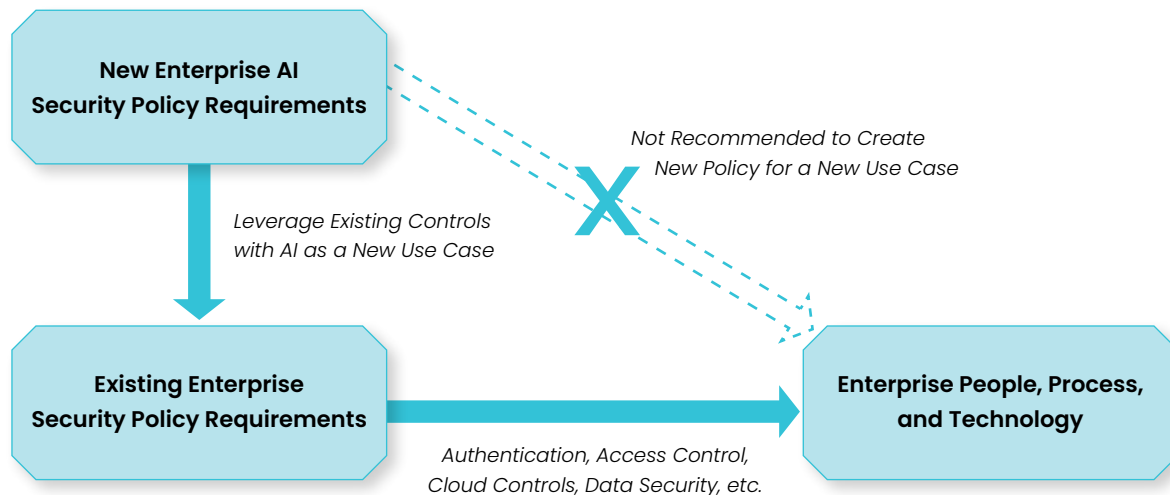 New Enterprise AI
Security Policy Requirements
Not Recommended to Create
New Policy for a New Use Case
X
Leverage Existing Controls
with AI as a New Use Case
Existing Enterprise
Security Policy Requirements
Enterprise People, Process,
and Technology
Authentication, Access Control,
Cloud Controls, Data Security, etc.